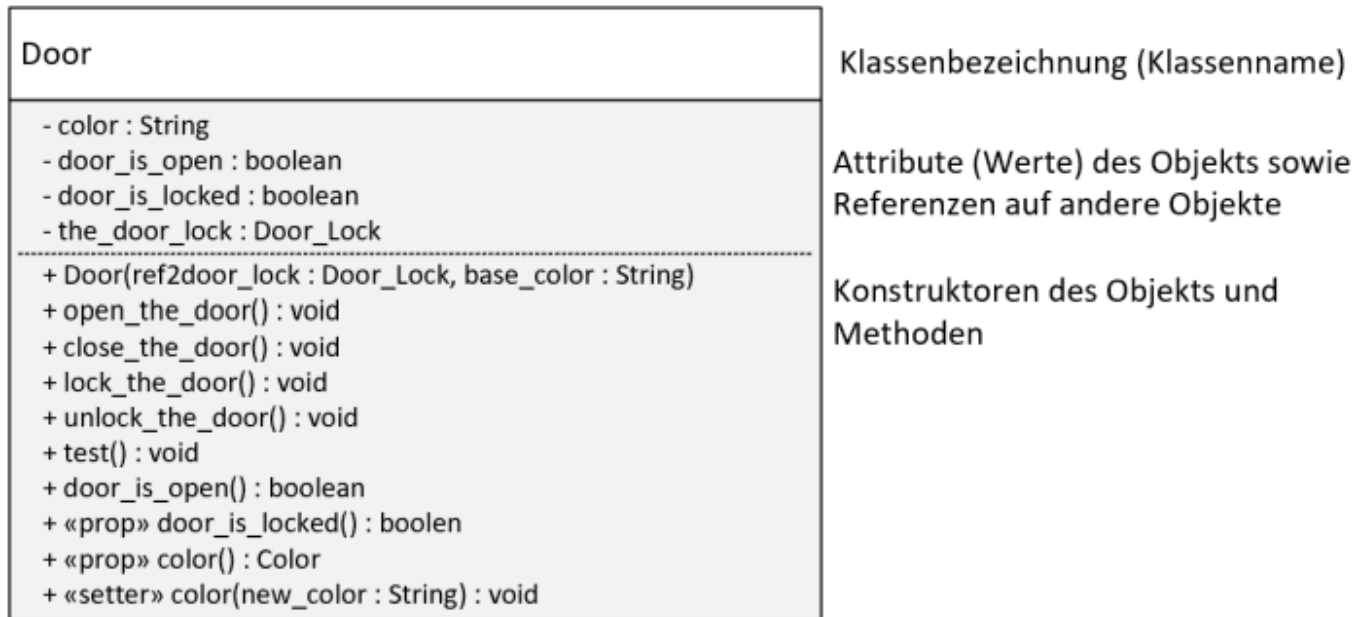 Door
Klassenbezeichnung (Klassenname)
- color : String
- door_is_open : boolean
- door_is_locked : boolean
- the_door_lock : Door_Lock
Attribute (Werte) des Objekts sowie
Referenzen auf andere Objekte
+ Door(ref2door_lock : Door_Lock, base_color : String)
+ open_the_door() : void
+ close_the_door() : void
+ lock_the_door() : void
+ unlock_the_door() : void
+ test() : void
+ door_is_open() : boolean
+ «prop» door_is_locked() : boolen
+ «prop» color() : Color
+ «setter» color(new_color : String) : void
Konstruktoren des Objekts und
Methoden